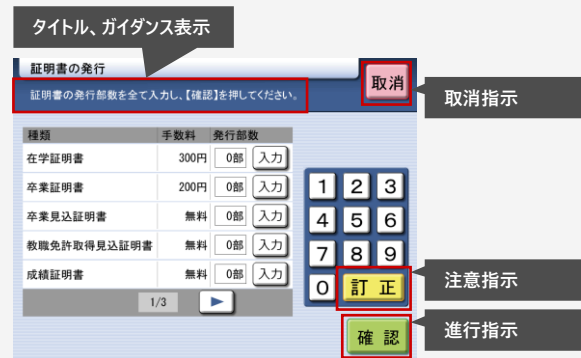 タイトル、ガイダンス表示
証明書の発行
取消
証明書の発行部数を全て入力し、【確認】を押してください。
取消指示
種類 手数料 発行部数
在学証明書 300円 0部 入力
卒業証明書 200円 0部 入力
卒業見込証明書 無料 0部 入力
教職免許取得見込証明書 無料 0部 入力
成績証明書 無料 0部 入力
1/3
1 2 3
4 5 6
7 8 9
0 訂正
注意指示
確認
進行指示